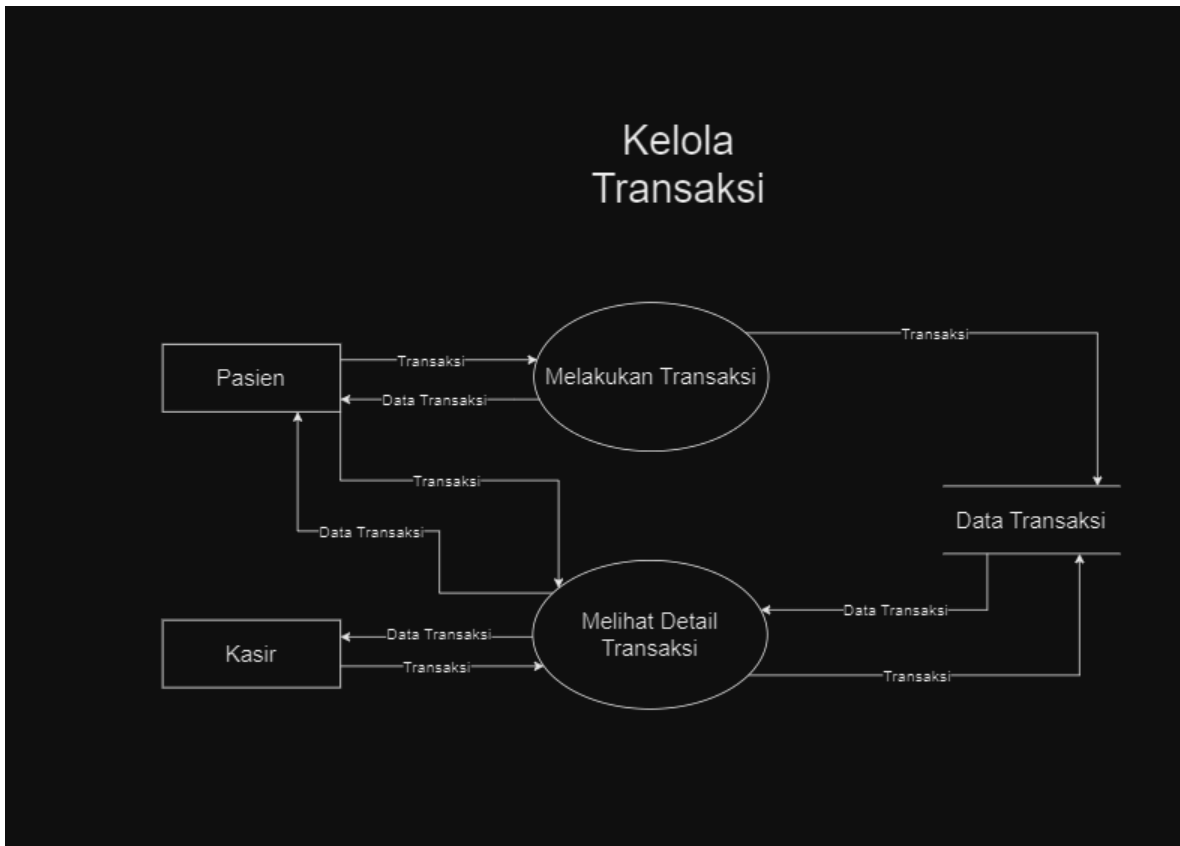 Kelola
Transaksi
Transaksi
Pasien
Transaksi
Melakukan Transaksi
Data Transaksi
Transaksi
Data Transaksi
Data Transaksi
Data Transaksi
Melihat Detail
Transaksi
Data Transaksi
Kasir
Transaksi
Transaksi